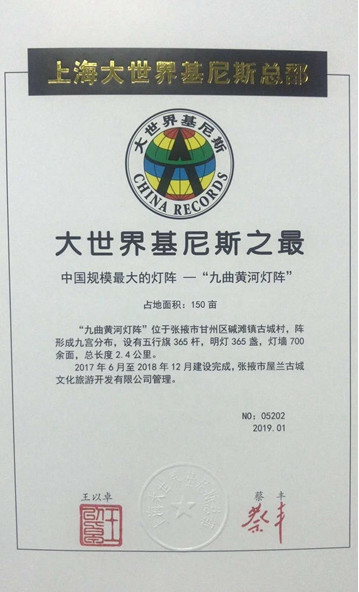 上海大世界基尼斯总部
大世界基尼斯
CHINA RECORDS
大世界基尼斯之最
中国规模最大的灯阵 — “九曲黄河灯阵”
占地面积：150 亩
“九曲黄河灯阵”位于张掖市甘州区碱滩镇古城村，阵
形成九宫分布，设有五行旗 365 杆，明灯 365 盏，灯墙 700
余面，总长度 2.4 公里。
2017 年 6 月至 2018 年 12 月建设完成，张掖市屋兰古城
文化旅游开发有限公司管理。
NO：05202
2019.01
王以卓
蔡 丰
蔡丰